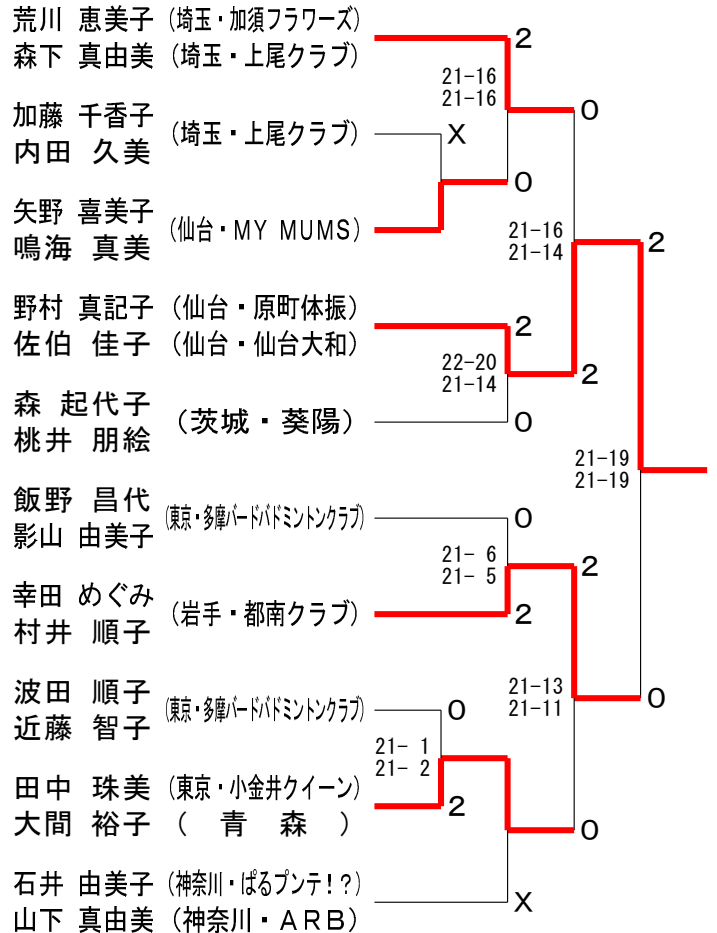 荒川 恵美子 (埼玉・加須フラワーズ)
森下 真由美 (埼玉・上尾クラブ)
2
21-16
21-16
0
加藤 千香子
内田 久美
(埼玉・上尾クラブ)
X
0
矢野 喜美子
鳴海 真美
(仙台・MY MUMS)
21-16
21-14
2
野村 真記子 (仙台・原町体振)
佐伯 佳子 (仙台・仙台大和)
2
22-20
21-14
2
森 起代子
桃井 朋絵
(茨城・葵陽)
0
21-19
21-19
飯野 昌代
影山 由美子
(東京・多摩バードバドミントンクラブ)
0
21- 6
21- 5
2
幸田 めぐみ
村井 順子
(岩手・都南クラブ)
2
波田 順子
近藤 智子
(東京・多摩バードバドミントンクラブ)
0
21-13
21-11
0
21- 1
21- 2
田中 珠美 (東京・小金井クイーン)
大間 裕子 ( 青 森 )
2
0
石井 由美子 (神奈川・ぱるプンテ!?)
山下 真由美 (神奈川・ARB)
X